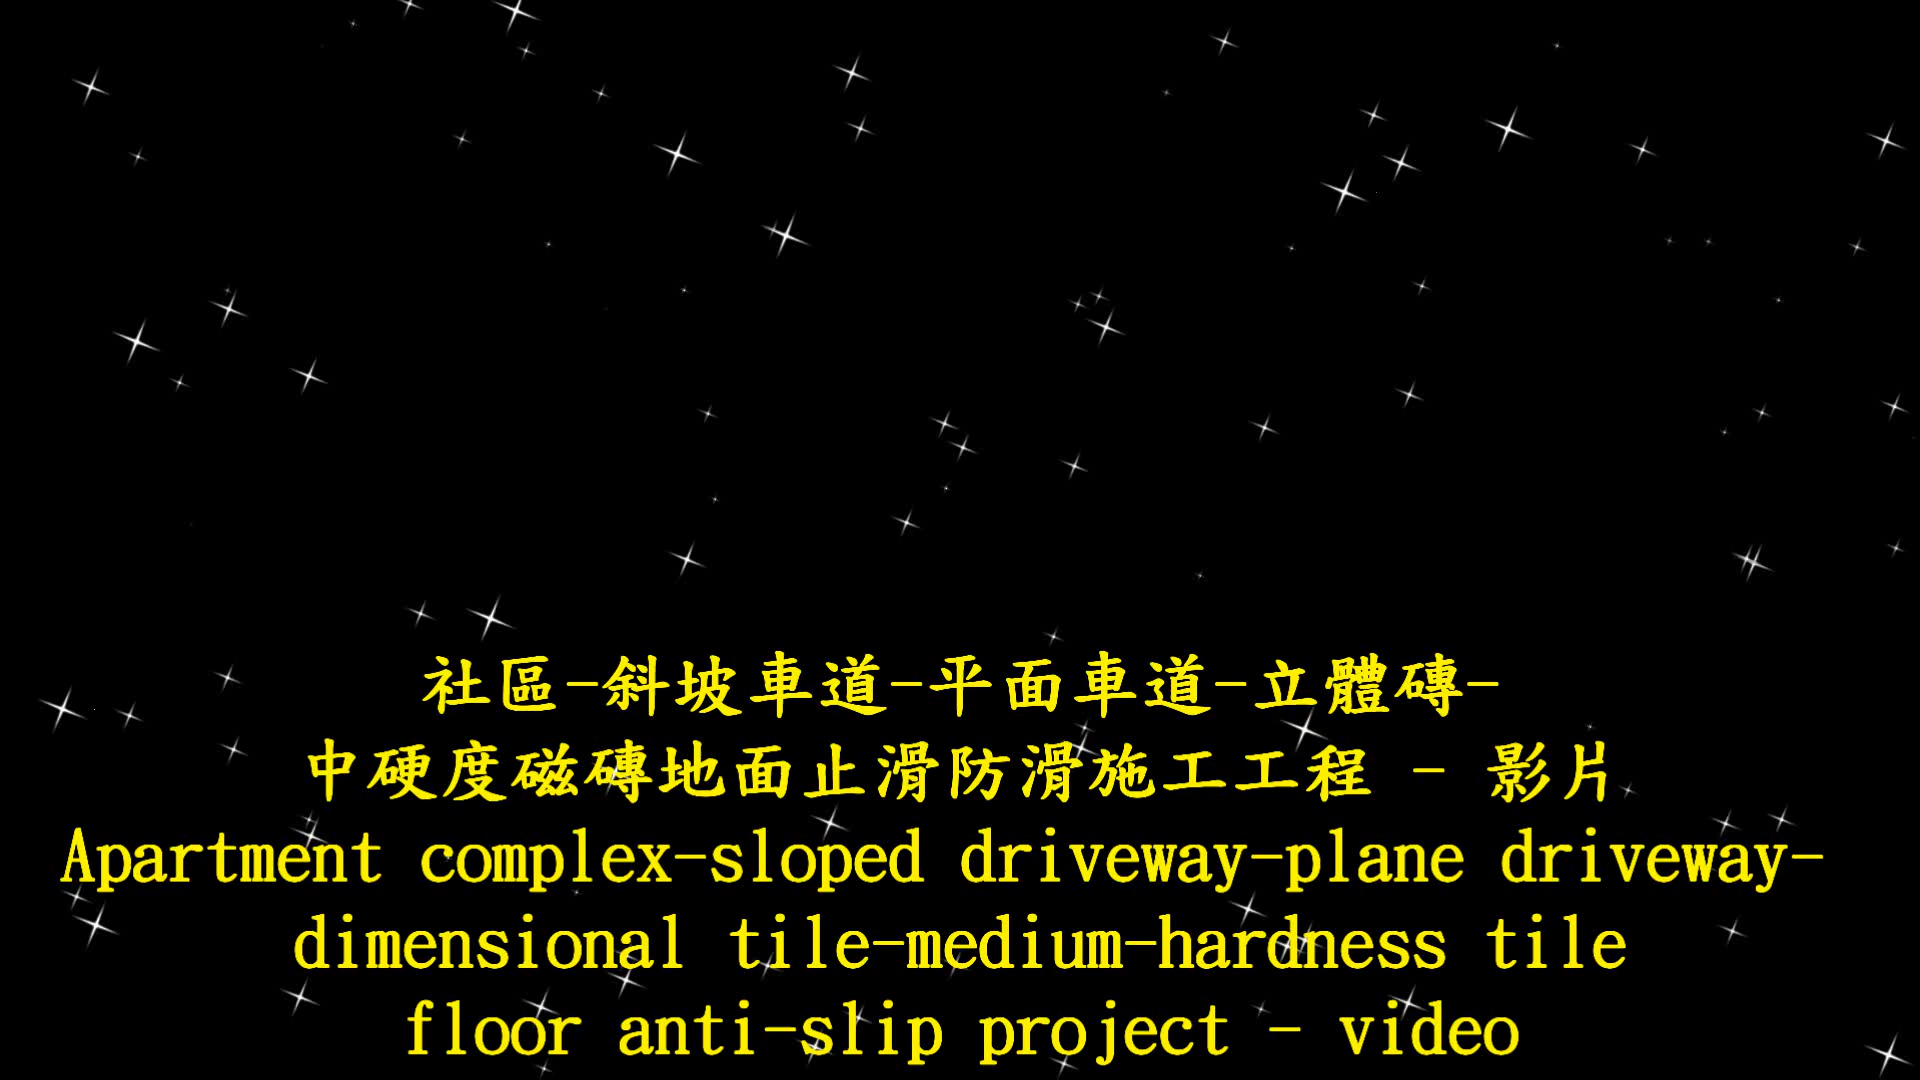 社區-斜坡車道-平面車道-立體磚-
中硬度磁磚地面止滑防滑施工工程 - 影片
Apartment complex-sloped driveway-plane driveway-
dimensional tile-medium-hardness tile
floor anti-slip project - video